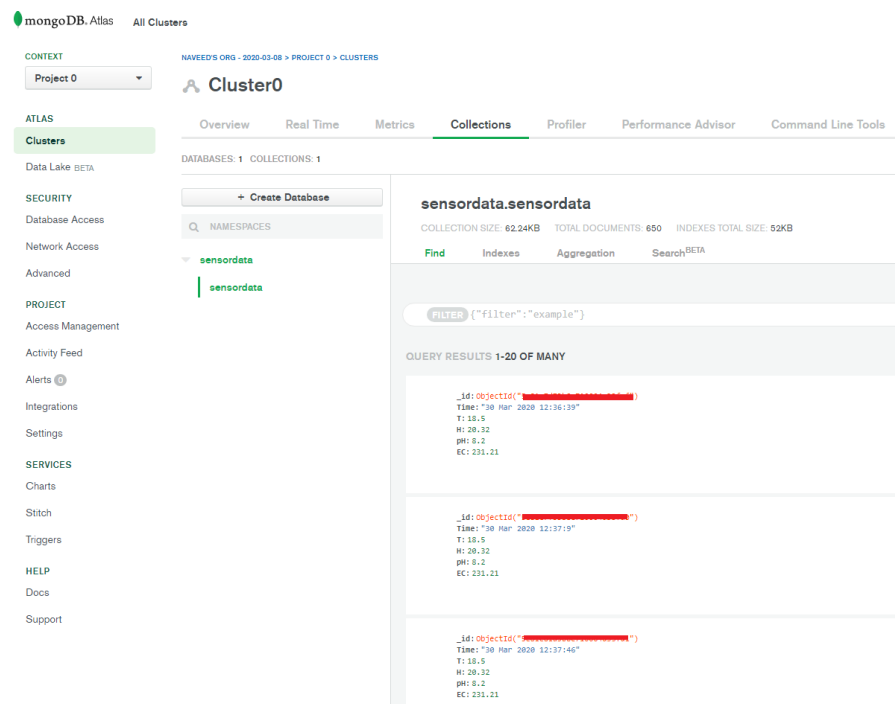 mongoDB. Atlas All Clusters
CONTEXT
Project 0
ATLAS
Clusters
Data Lake BETA
SECURITY
Database Access
Network Access
Advanced
PROJECT
Access Management
Activity Feed
Alerts 0
Integrations
Settings
SERVICES
Charts
Stitch
Triggers
HELP
Docs
Support
NAVEED'S ORG - 2020-03-08 > PROJECT 0 > CLUSTERS
Cluster0
Overview Real Time Metrics Collections Profiler Performance Advisor Command Line Tools
DATABASES: 1 COLLECTIONS: 1
+ Create Database
NAMESPACES
sensordata
sensordata
sensordata.sensordata
COLLECTION SIZE: 62.24KB TOTAL DOCUMENTS: 650 INDEXES TOTAL SIZE: 52KB
Find Indexes Aggregation Search BETA
FILTER {"filter":"example"}
QUERY RESULTS 1-20 OF MANY
_id: ObjectId(" ")
Time: "30 Mar 2020 12:36:39"
T: 18.5
H: 20.32
pH: 8.2
EC: 231.21
_id: ObjectId(" ")
Time: "30 Mar 2020 12:37:9"
T: 18.5
H: 20.32
pH: 8.2
EC: 231.21
_id: ObjectId(" ")
Time: "30 Mar 2020 12:37:46"
T: 18.5
H: 20.32
pH: 8.2
EC: 231.21